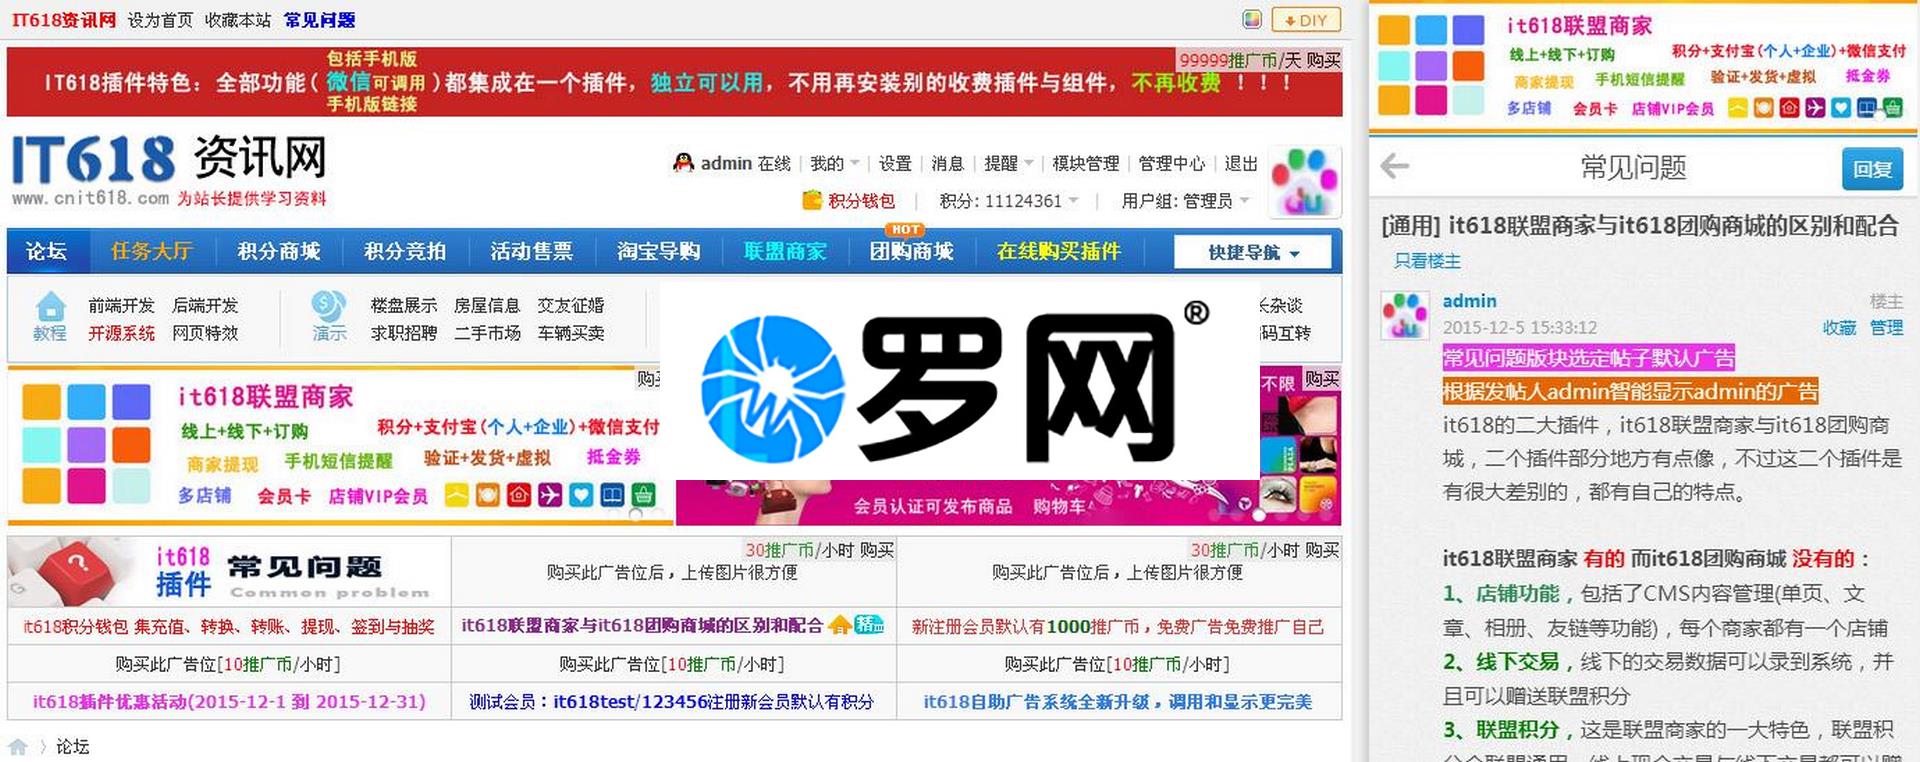 IT618资讯网 设为首页 收藏本站 常见问题
DIY
包括手机版
99999推广币/天 购买
IT618插件特色：全部功能( 微信可调用 )都集成在一个插件，独立可以用，不用再安装别的收费插件与组件，不再收费 ！！！
手机版链接
IT618 资讯网
www.cnit618.com 为站长提供学习资料
admin 在线 我的 设置 消息 提醒 模块管理 管理中心 退出
积分钱包 积分: 11124361 用户组: 管理员
HOT
论坛 任务大厅 积分商城 积分竞拍 活动售票 淘宝导购 联盟商家 团购商城 在线购买插件 快捷导航
前端开发 后端开发 楼盘展示 房屋信息 交友征婚 长杂谈
教程 开源系统 网页特效 演示 求职招聘 二手市场 车辆买卖 码互转
罗网®
it618联盟商家
线上+线下+订购 积分+支付宝(个人+企业)+微信支付
商家提现 手机短信提醒 验证+发货+虚拟 抵金券
多店铺 会员卡 店铺VIP会员
不限 购买
会员认证可发布商品 购物车
it618
插件 常见问题
Common problem
30推广币/小时 购买
购买此广告位后，上传图片很方便
30推广币/小时 购买
购买此广告位后，上传图片很方便
it618积分钱包 集充值、转换、转账、提现、签到与抽奖
it618联盟商家与it618团购商城的区别和配合 精
新注册会员默认有1000推广币，免费广告免费推广自己
购买此广告位[10推广币/小时]
购买此广告位[10推广币/小时]
购买此广告位[10推广币/小时]
it618插件优惠活动(2015-12-1 到 2015-12-31)
测试会员：it618test/123456注册新会员默认有积分
it618自助广告系统全新升级，调用和显示更完美
论坛
it618联盟商家
线上+线下+订购 积分+支付宝(个人+企业)+微信支付
商家提现 手机短信提醒 验证+发货+虚拟 抵金券
多店铺 会员卡 店铺VIP会员
常见问题 回复
[通用] it618联盟商家与it618团购商城的区别和配合
只看楼主
admin 楼主
2015-12-5 15:33:12 收藏 管理
常见问题版块选定帖子默认广告
根据发帖人admin智能显示admin的广告
it618的二大插件，it618联盟商家与it618团购商
城，二个插件部分地方有点像，不过这二个插件是
有很大差别的，都有自己的特点。
it618联盟商家 有的 而it618团购商城 没有的：
1、店铺功能，包括了CMS内容管理(单页、文
章、相册、友链等功能)，每个商家都有一个店铺
2、线下交易，线下的交易数据可以录到系统，并
且可以赠送联盟积分
3、联盟积分，这是联盟商家的一大特色，联盟积